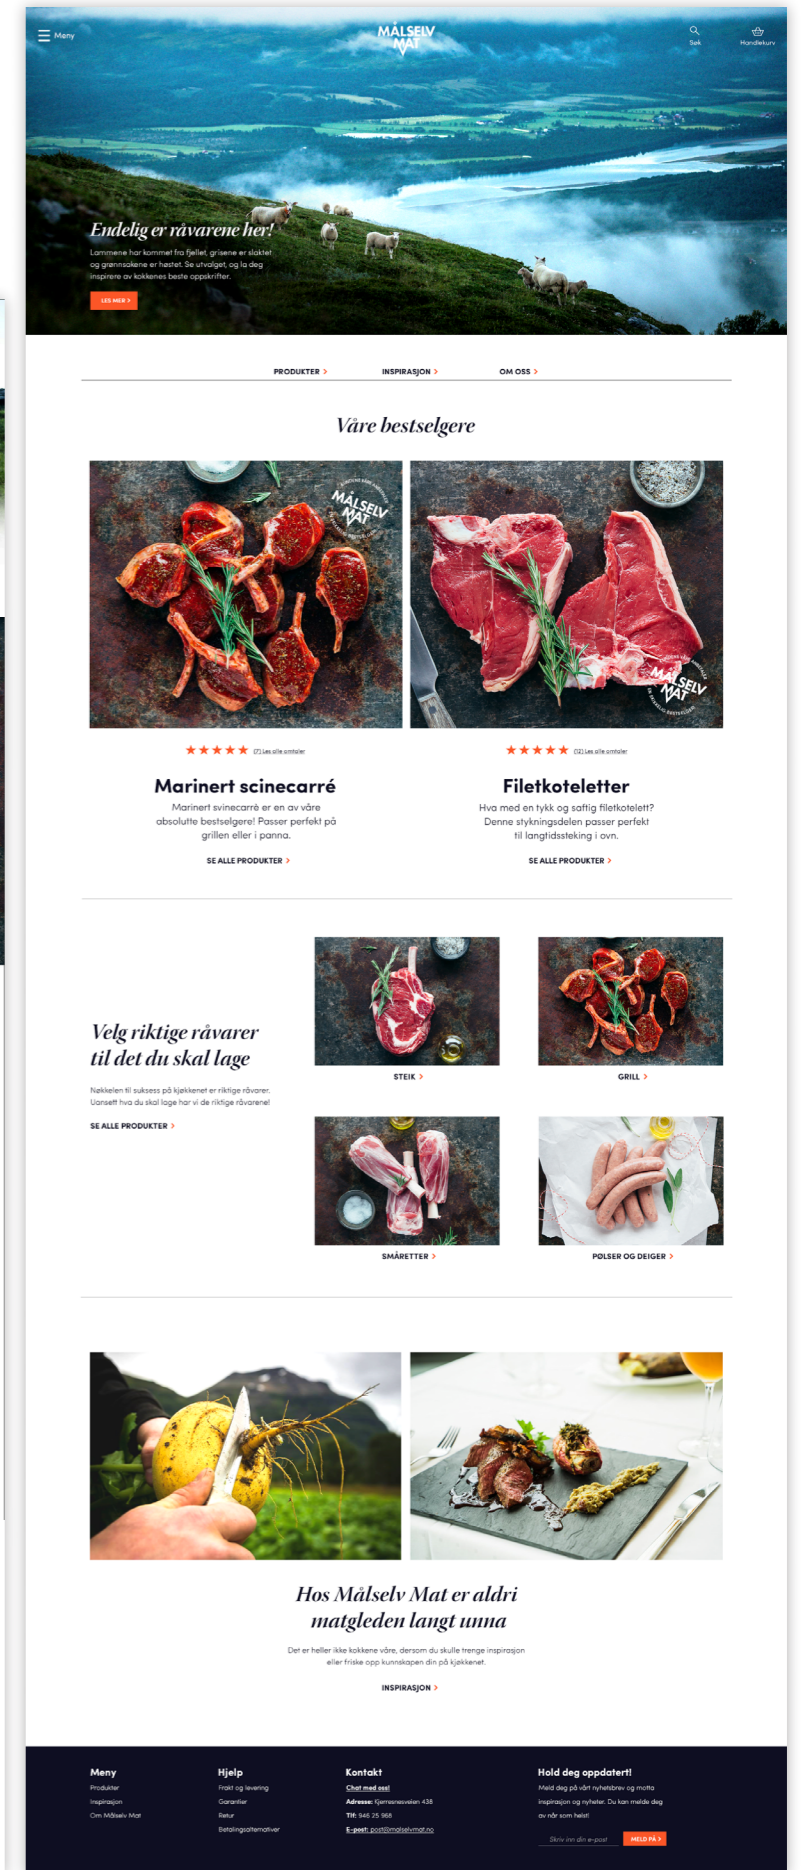 Meny
MÅLSELV
MAT
Søk
Handlekurv
Endelig er råvarene her!
Lammene har kommet fra fjellet, grisene er slaktet
og grønnsakene er høstet. Se utvalget, og la deg
inspirere av kokkenes beste oppskrifter.
LES MER >
PRODUKTER >
INSPIRASJON >
OM OSS >
Våre bestselgere
MÅLSELV
MAT
MÅLSELV
MAT
(7) Les alle omtaler
(12) Les alle omtaler
Marinert scinecarré
Marinert svinecarré er en av våre
absolutte bestselgere! Passer perfekt på
grillen eller i panna.
SE ALLE PRODUKTER >
Filetkoteletter
Hva med en tykk og saftig filetkotelett?
Denne stykningsdelen passer perfekt
til langtidssteking i ovn.
SE ALLE PRODUKTER >
Velg riktige råvarer
til det du skal lage
Nøkkelen til suksess på kjøkkenet er riktige råvarer.
Uansett hva du skal lage har vi de riktige råvarene!
SE ALLE PRODUKTER >
STEIK >
GRILL >
SMÅRETTER >
PØLSER OG DEIGER >
Hos Målselv Mat er aldri
matgleden langt unna
Det er heller ikke kokkene våre, dersom du skulle trenge inspirasjon
eller friske opp kunnskapen din på kjøkkenet.
INSPIRASJON >
Meny
Produkter
Inspirasjon
Om Målselv Mat
Hjelp
Frakt og levering
Garantier
Retur
Betalingsalternativer
Kontakt
Chat med oss!
Adresse: Kjerresnesveien 438
Tlf: 946 25 968
E-post: post@malselvmat.no
Hold deg oppdatert!
Meld deg på vårt nyhetsbrev og motta
inspirasjon og nyheter. Du kan melde deg
av når som helst!
Skriv inn din e-post
MELD PÅ >